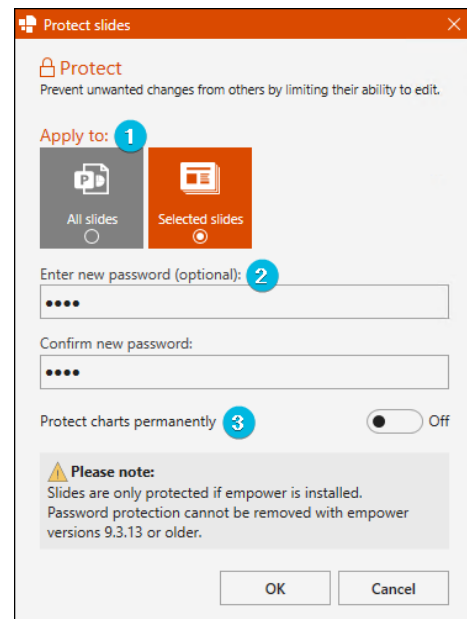 Protect slides
Protect
Prevent unwanted changes from others by limiting their ability to edit.
Apply to: 1
All slides
Selected slides
Enter new password (optional): 2
••••
Confirm new password:
••••
Protect charts permanently 3 Off
Please note:
Slides are only protected if empower is installed.
Password protection cannot be removed with empower
versions 9.3.13 or older.
OK Cancel